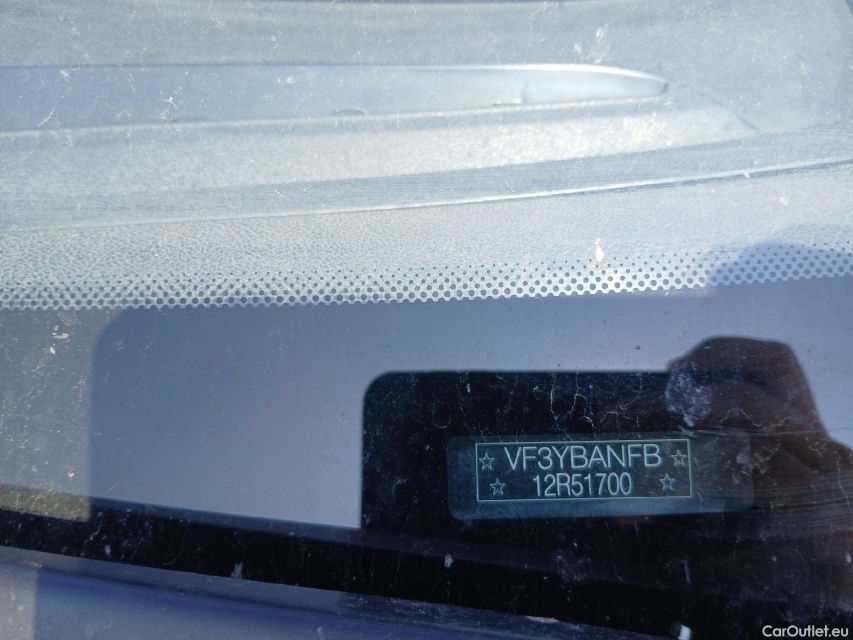 ☆ VF3YBANFB ☆
☆ 12R51700 ☆
CarOutlet.eu